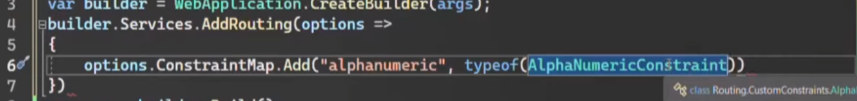 3 var builder = WebApplication.CreateBuilder(args);
4 builder.Services.AddRouting(options =>
5 {
6 options.ConstraintMap.Add("alphanumeric", typeof(AlphaNumericConstraint))
7 })
class Routing.CustomConstraints.Alpha